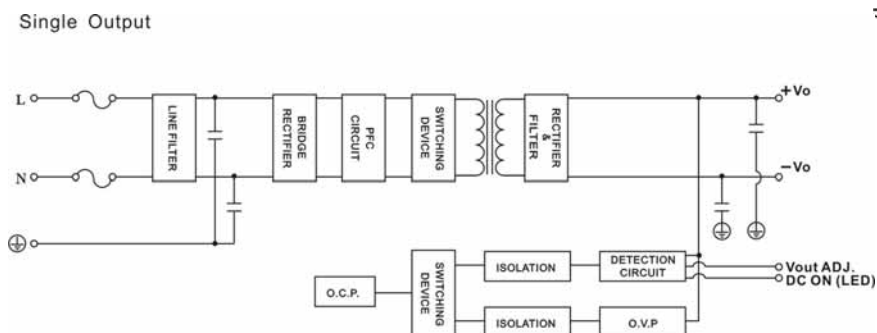 Single Output
L
N
LINE FILTER
BRIDGE
RECTIFIER
PFC
CIRCUIT
SWITCHING
DEVICE
RECTIFIER
&
FILTER
+Vo
−Vo
O.C.P.
SWITCHING
DEVICE
ISOLATION
DETECTION
CIRCUIT
Vout ADJ.
DC ON (LED)
ISOLATION
O.V.P